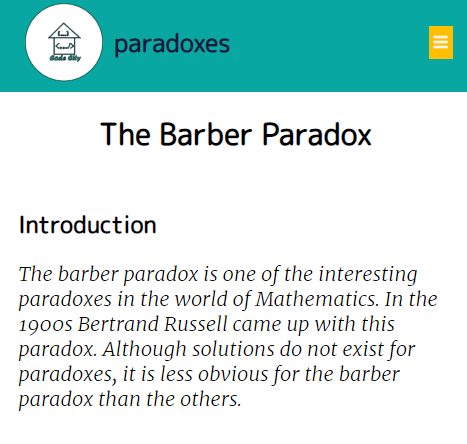 <...../>
Code City
paradoxes
The Barber Paradox
Introduction
The barber paradox is one of the interesting
paradoxes in the world of Mathematics. In the
1900s Bertrand Russell came up with this
paradox. Although solutions do not exist for
paradoxes, it is less obvious for the barber
paradox than the others.